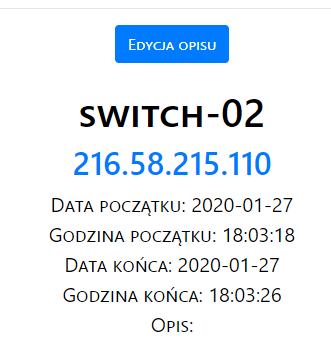 Edycja opisu
switch-02
216.58.215.110
Data początku: 2020-01-27
Godzina początku: 18:03:18
Data końca: 2020-01-27
Godzina końca: 18:03:26
Opis: